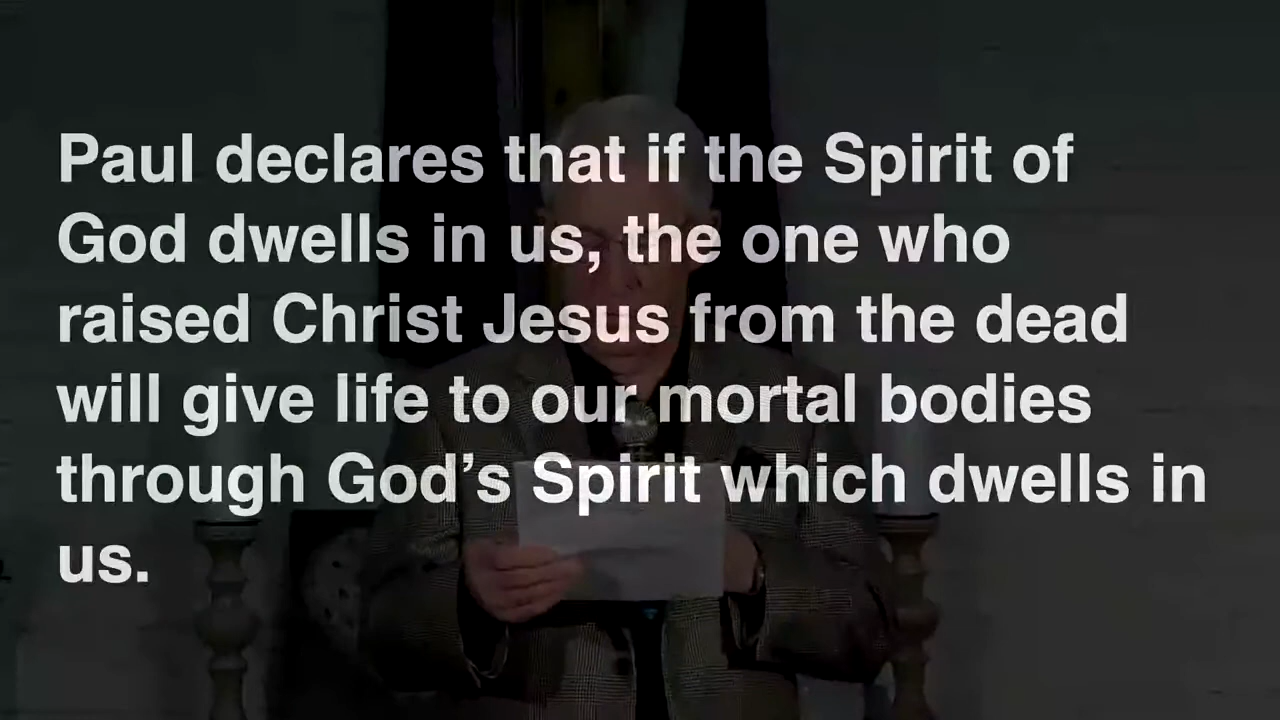 Paul declares that if the Spirit of
God dwells in us, the one who
raised Christ Jesus from the dead
will give life to our mortal bodies
through God’s Spirit which dwells in
us.